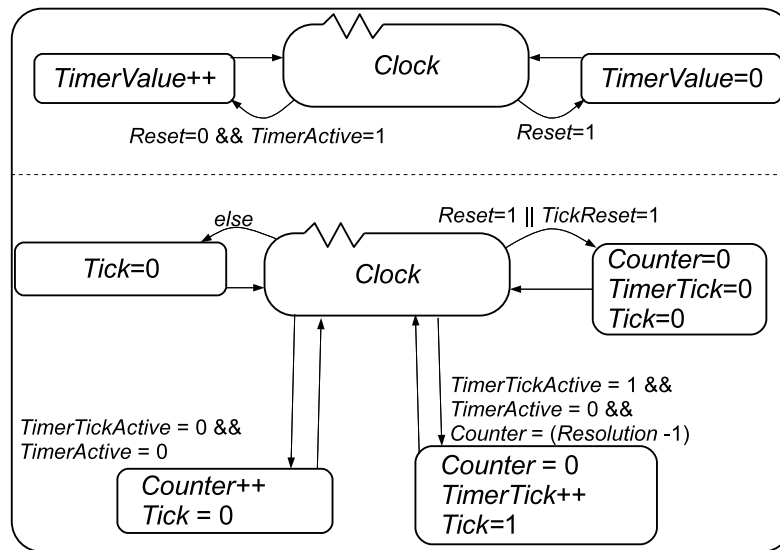 Clock
TimerValue++
TimerValue=0
Reset=0 && TimerActive=1
Reset=1
else
Reset=1 || TickReset=1
Tick=0
Clock
Counter=0
TimerTick=0
Tick=0
TimerTickActive = 0 &&
TimerActive = 0
TimerTickActive = 1 &&
TimerActive = 0 &&
Counter = (Resolution -1)
Counter++
Tick = 0
Counter = 0
TimerTick++
Tick=1